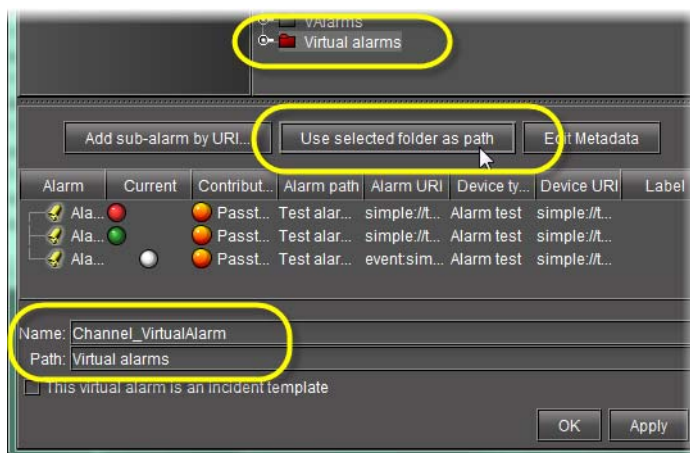 VAlarms
Virtual alarms
Add sub-alarm by URI... Use selected folder as path Edit Metadata
Alarm Current Contribut... Alarm path Alarm URI Device ty... Device URI Label
Ala... Passt... Test alar... simple://t... Alarm test simple://t...
Ala... Passt... Test alar... simple://t... Alarm test simple://t...
Ala... Passt... Test alar... event:sim... Alarm test simple://t...
Name: Channel_VirtualAlarm
Path: Virtual alarms
This virtual alarm is an incident template
OK Apply